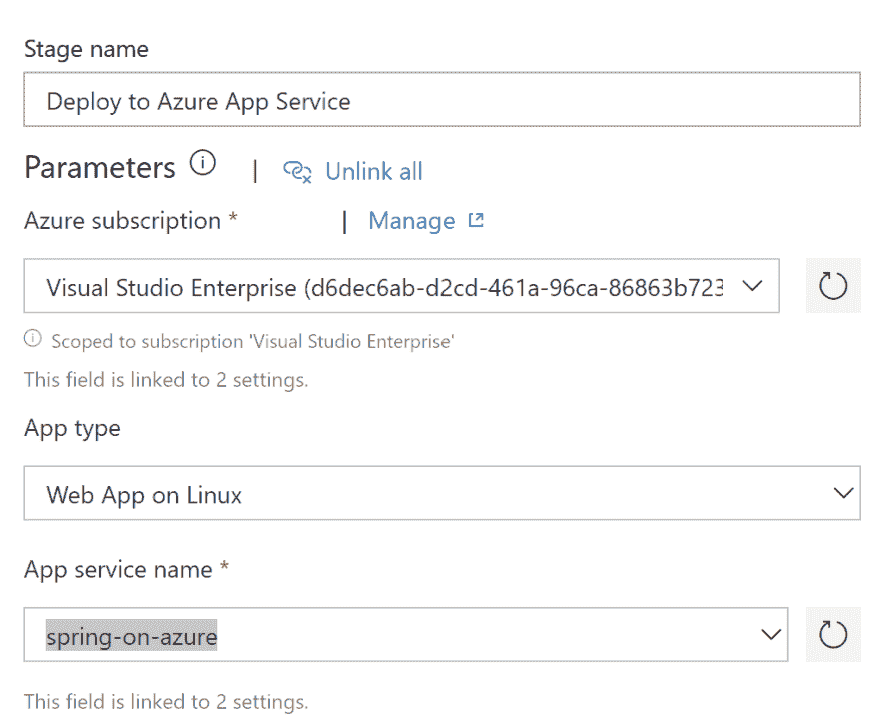 Stage name
Deploy to Azure App Service
Parameters | Unlink all
Azure subscription * | Manage
Visual Studio Enterprise (d6dec6ab-d2cd-461a-96ca-86863b723
Scoped to subscription 'Visual Studio Enterprise'
This field is linked to 2 settings.
App type
Web App on Linux
App service name *
spring-on-azure
This field is linked to 2 settings.